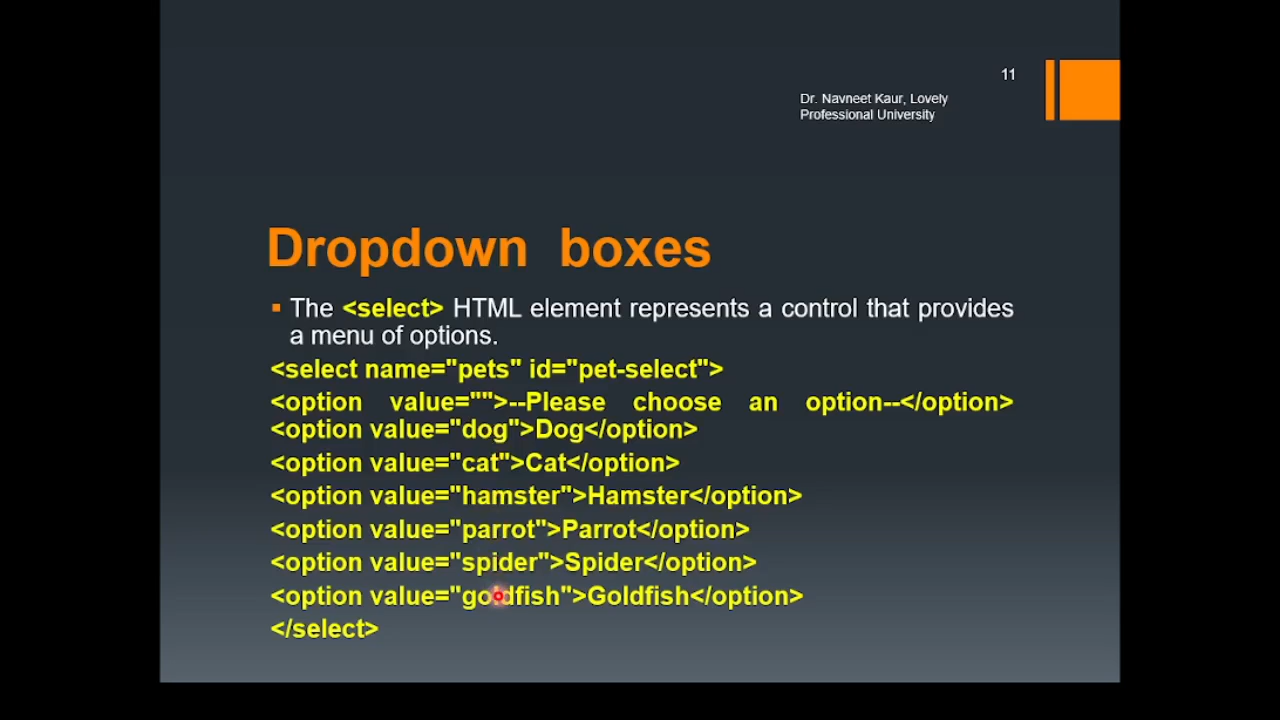 11
Dr. Navneet Kaur, Lovely
Professional University
Dropdown boxes
The <select> HTML element represents a control that provides
a menu of options.
<select name="pets" id="pet-select">
<option value="">--Please choose an option--</option>
<option value="dog">Dog</option>
<option value="cat">Cat</option>
<option value="hamster">Hamster</option>
<option value="parrot">Parrot</option>
<option value="spider">Spider</option>
<option value="goldfish">Goldfish</option>
</select>